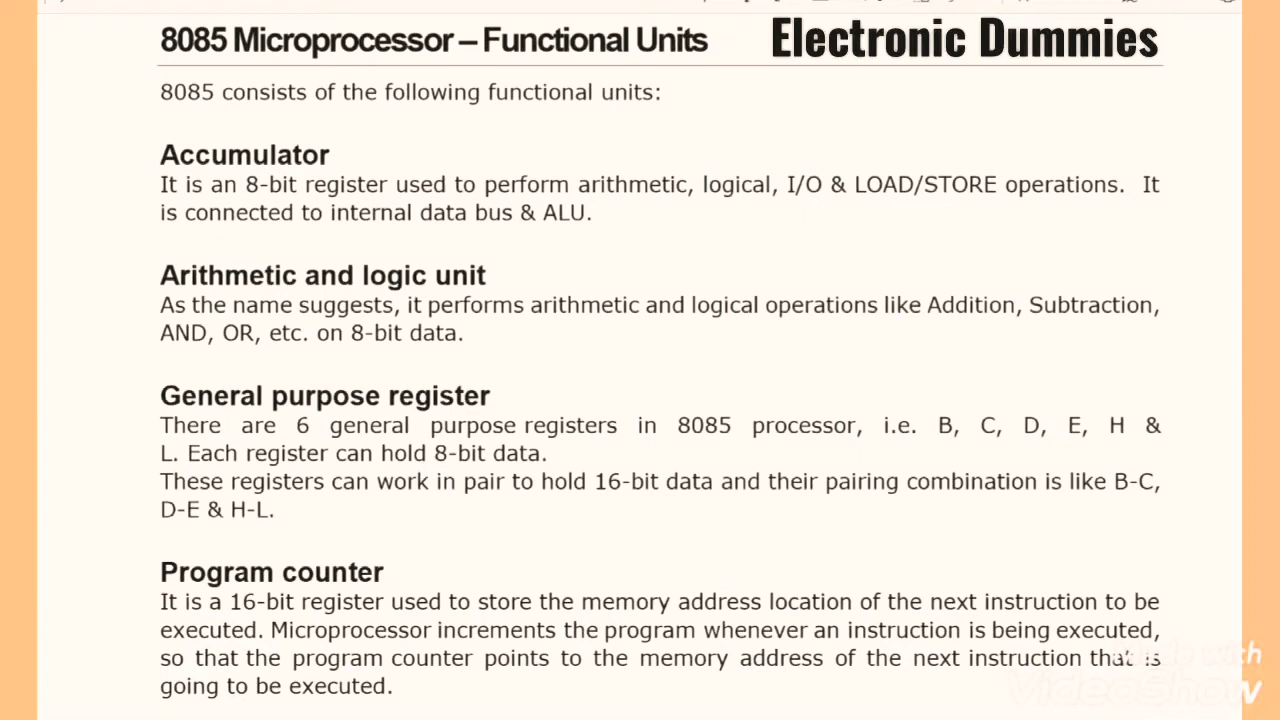 8085 Microprocessor – Functional Units Electronic Dummies
8085 consists of the following functional units:
Accumulator
It is an 8-bit register used to perform arithmetic, logical, I/O & LOAD/STORE operations. It
is connected to internal data bus & ALU.
Arithmetic and logic unit
As the name suggests, it performs arithmetic and logical operations like Addition, Subtraction,
AND, OR, etc. on 8-bit data.
General purpose register
There are 6 general purpose registers in 8085 processor, i.e. B, C, D, E, H &
L. Each register can hold 8-bit data.
These registers can work in pair to hold 16-bit data and their pairing combination is like B-C,
D-E & H-L.
Program counter
It is a 16-bit register used to store the memory address location of the next instruction to be
executed. Microprocessor increments the program whenever an instruction is being executed,
so that the program counter points to the memory address of the next instruction that is
going to be executed.
Made with
VideoShow